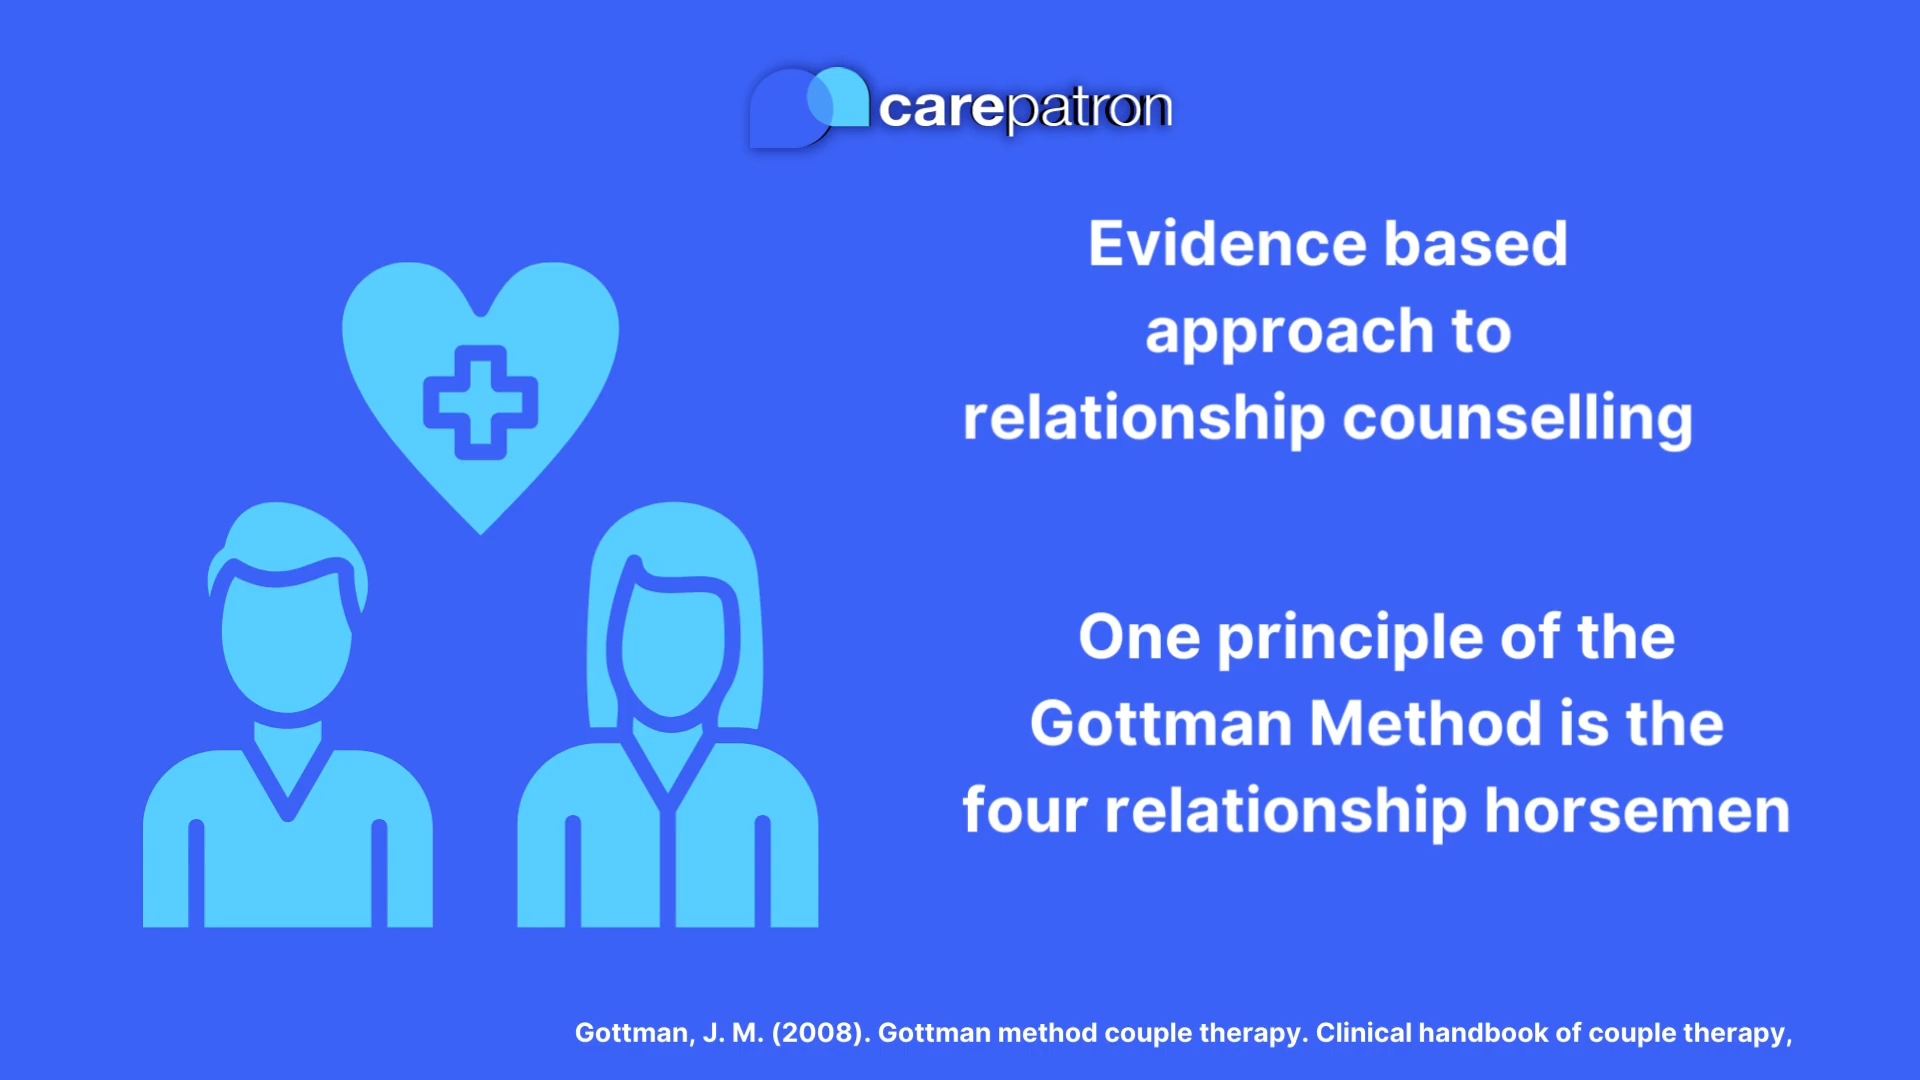 carepatron
Evidence based
approach to
relationship counselling
One principle of the
Gottman Method is the
four relationship horsemen
Gottman, J. M. (2008). Gottman method couple therapy. Clinical handbook of couple therapy,